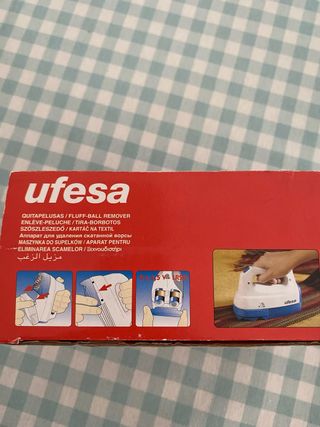 ufesa
QUITAPELUSAS / FLUFF-BALL REMOVER
ENLÈVE-PELUCHE / TIRA-BORBOTOS
SZÖSZLESZEDŐ / KARTÁČ NA TEXTIL
Аппарат для удаления скатанной ворсы
MASZYNKA DO SUPEŁKÓW / APARAT PENTRU
ELIMINAREA SCAMELOR / Ξεχνουδιστήρι
مزيل الزغب
ufesa